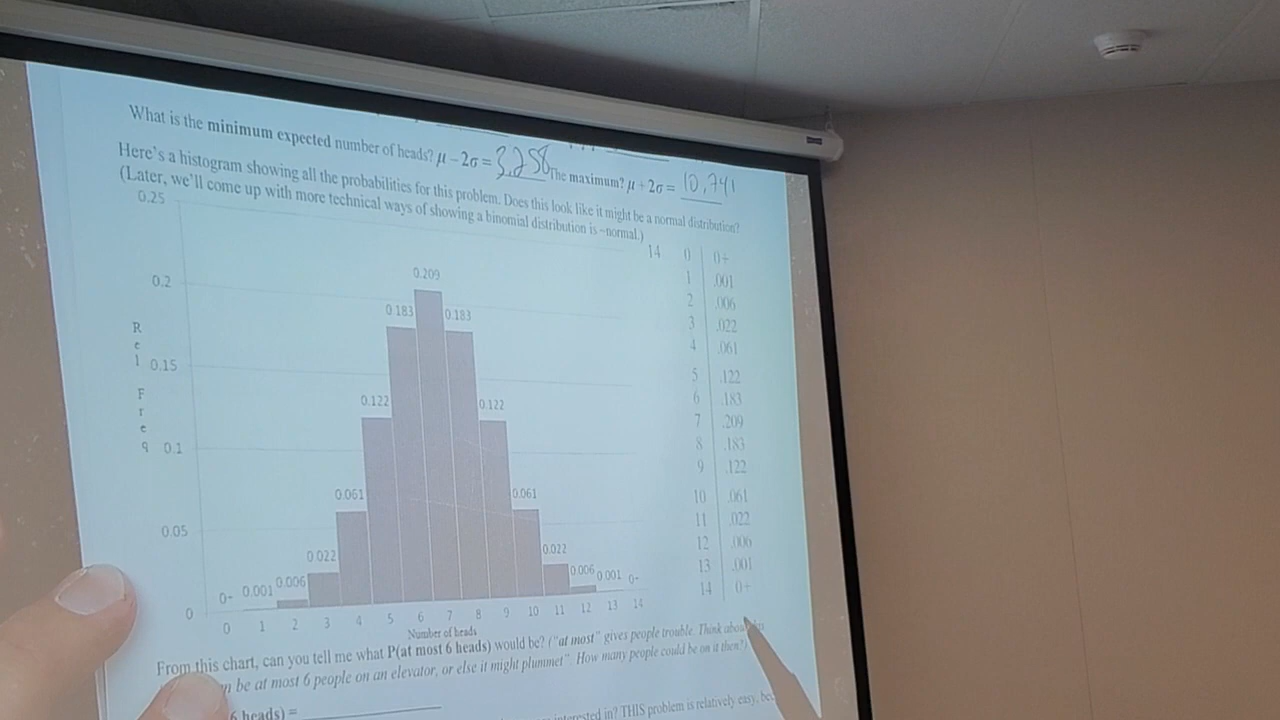 What is the minimum expected number of heads? μ − 2σ = 3.258 The maximum? μ + 2σ = 10.741
Here's a histogram showing all the probabilities for this problem. Does this look like it might be a normal distribution?
(Later, we'll come up with more technical ways of showing a binomial distribution is ~normal.)
0.25
0.2
0.15
0.1
0.05
0
Rel Freq
0+ 0.001 0.006 0.022 0.061 0.122 0.183 0.209 0.183 0.122 0.061 0.022 0.006 0.001 0-
0 1 2 3 4 5 6 7 8 9 10 11 12 13 14
Number of heads
14 0 0+
1 .001
2 .006
3 .022
4 .061
5 .122
6 .183
7 .209
8 .183
9 .122
10 .061
11 .022
12 .006
13 .001
14 0+
From this chart, can you tell me what P(at most 6 heads) would be? ("at most" gives people trouble. Think about
be at most 6 people on an elevator, or else it might plummet". How many people could be on it then?)
6 heads) =
interested in? THIS problem is relatively easy,